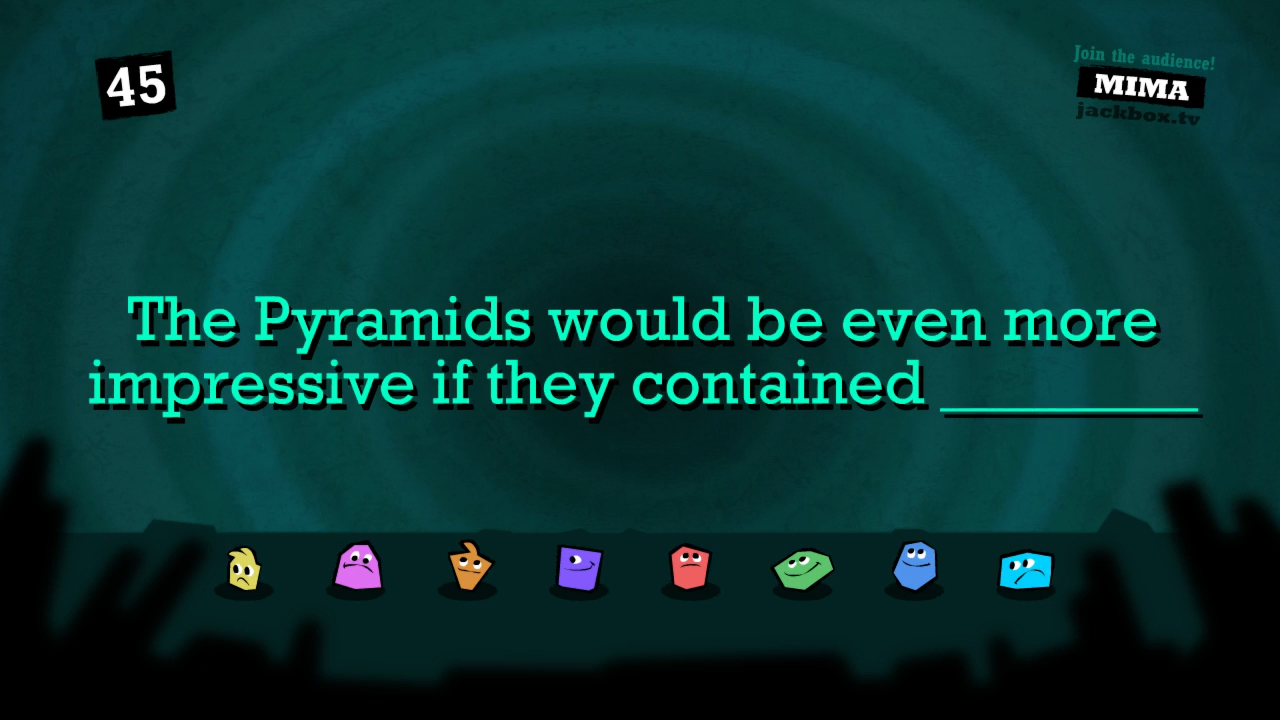 45
Join the audience!
MIMA
jackbox.tv
The Pyramids would be even more
impressive if they contained ________